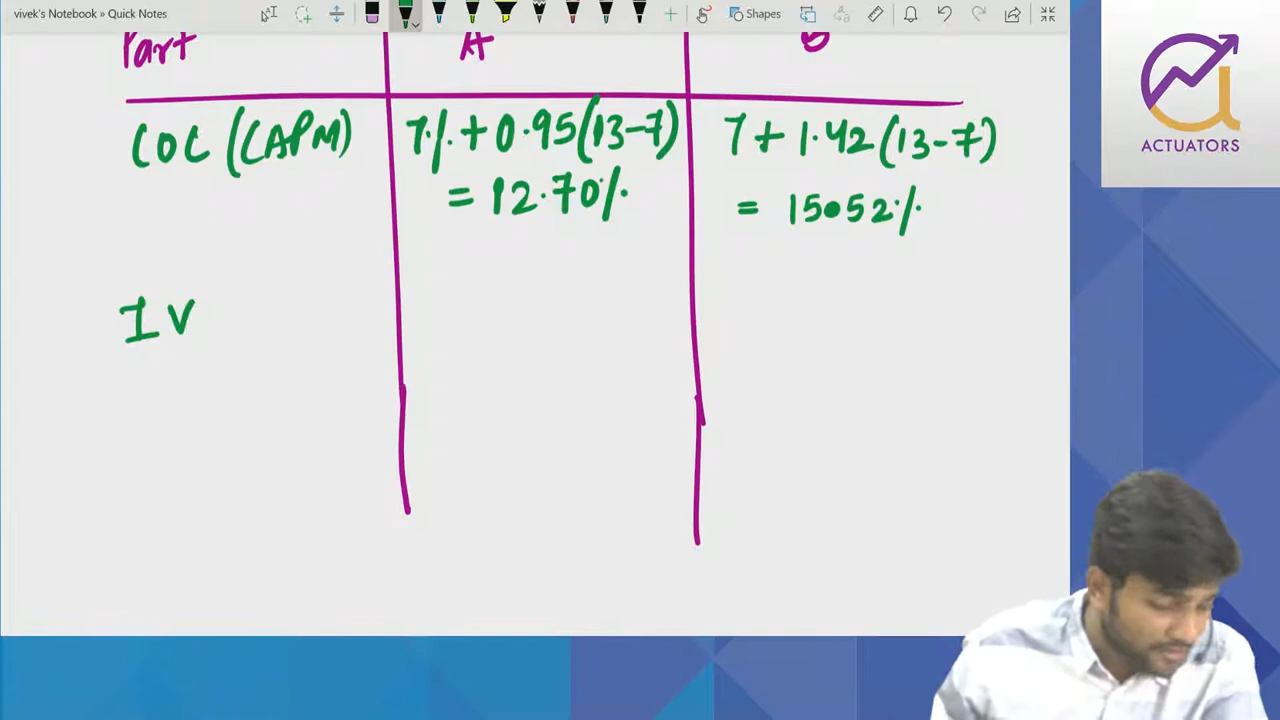 vivek's Notebook » Quick Notes
Shapes
Part A B
COC (CAPM) 7.%+0.95(13-7) 7+1.42(13-7)
= 12.70% = 15.52%
IV
ACTUATORS